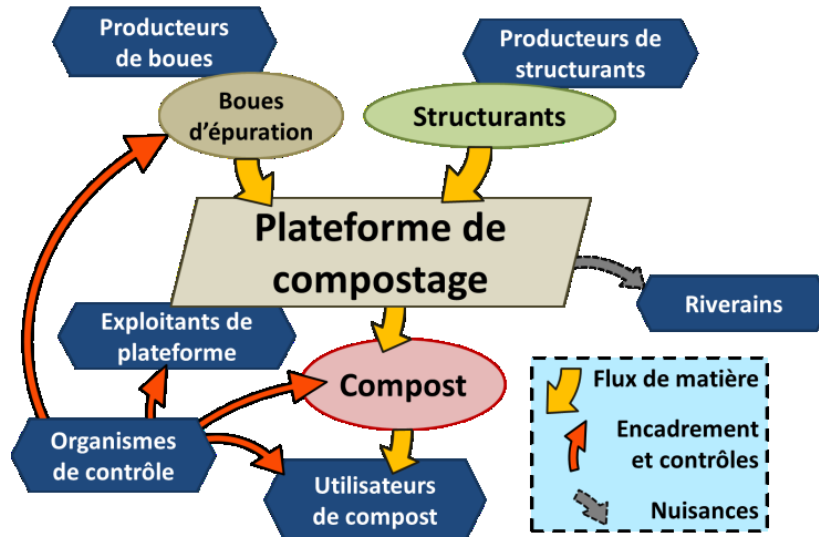 Producteurs
de boues
Producteurs de
structurants
Boues
d'épuration
Structurants
Plateforme de
compostage
Riverains
Exploitants de
plateforme
Compost
Organismes
de contrôle
Utilisateurs
de compost
Flux de matière
Encadrement
et contrôles
Nuisances